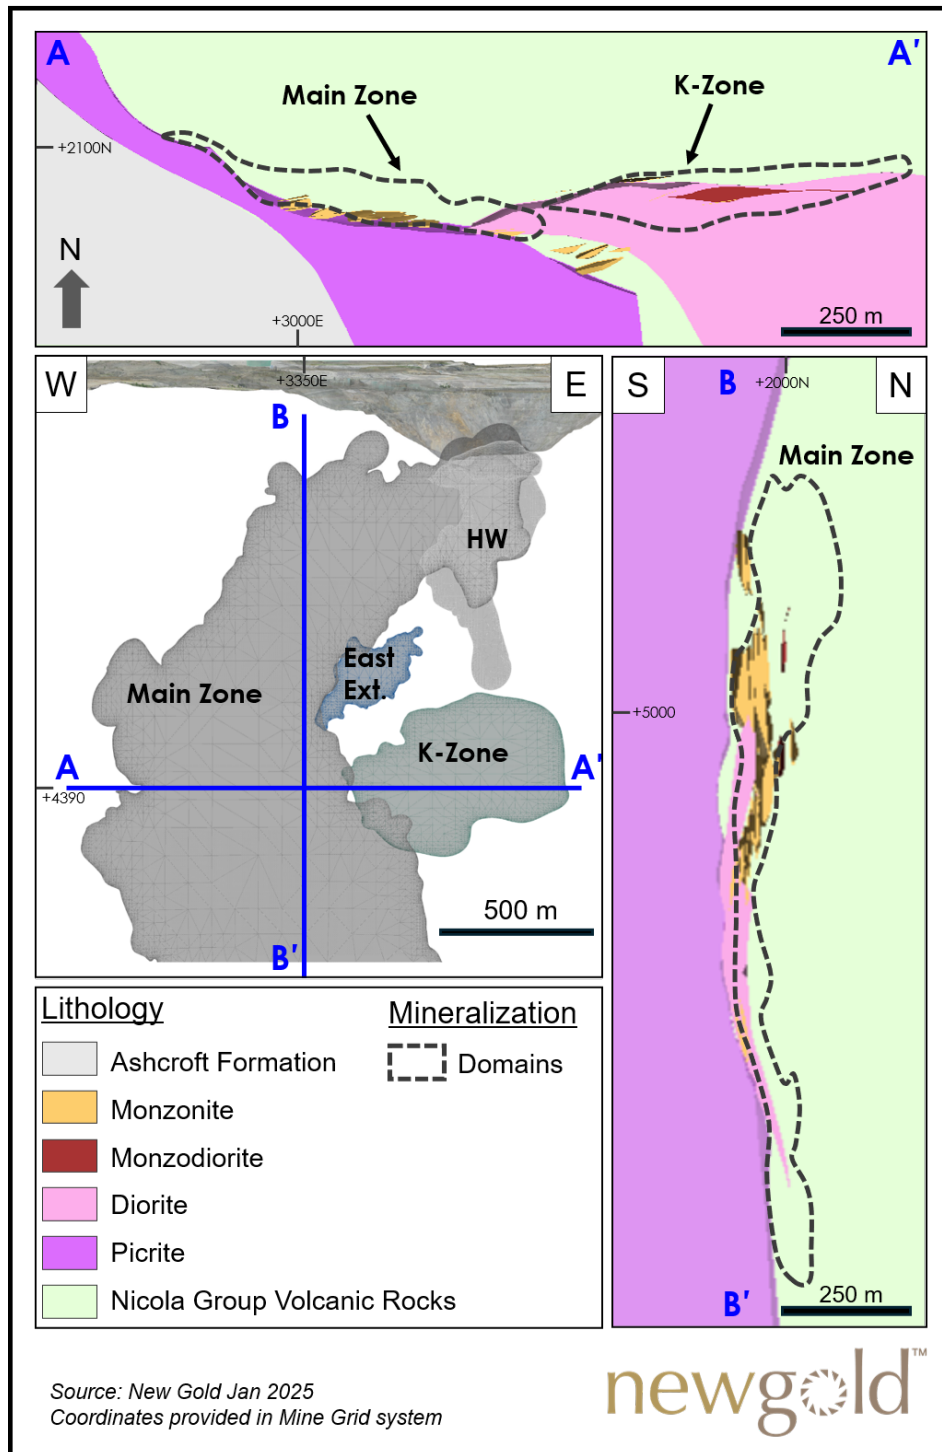 A
A'
Main Zone
K-Zone
+2100N
N
+3000E
250 m
W
+3350E
E
B
HW
East
Ext.
Main Zone
K-Zone
A
A'
+4390
500 m
B'
S
B
+2000N
N
Main Zone
+5000
B'
250 m
Lithology
Mineralization
Ashcroft Formation
Domains
Monzonite
Monzodiorite
Diorite
Picrite
Nicola Group Volcanic Rocks
Source: New Gold Jan 2025
Coordinates provided in Mine Grid system
newgold™